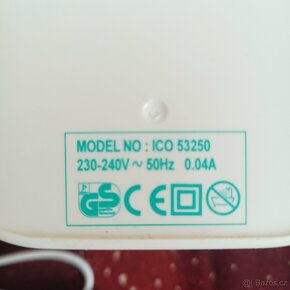 MODEL NO : ICO 53250
230-240V ~ 50Hz 0.04A
GS
CE
Bazos.cz